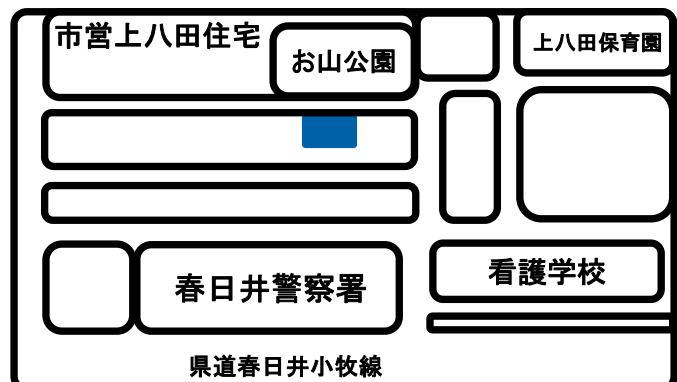 市営上八田住宅
お山公園
上八田保育園
春日井警察署
看護学校
県道春日井小牧線